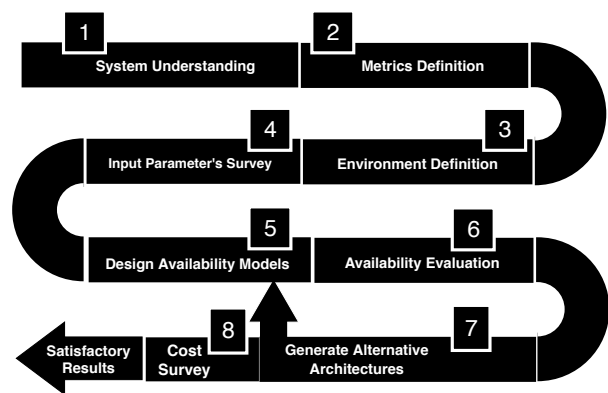 1
System Understanding
2
Metrics Definition
3
Environment Definition
4
Input Parameter's Survey
5
Design Availability Models
6
Availability Evaluation
7
Generate Alternative
Architectures
8
Cost
Survey
Satisfactory
Results